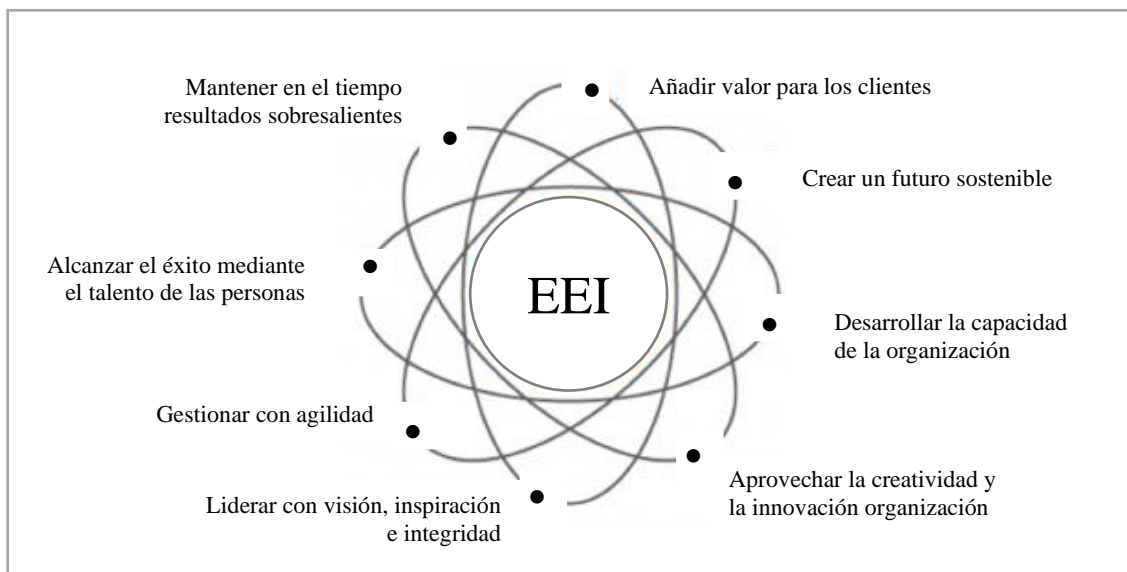 Mantener en el tiempo
resultados sobresalientes
Añadir valor para los clientes
Crear un futuro sostenible
Alcanzar el éxito mediante
el talento de las personas
EEI
Desarrollar la capacidad
de la organización
Gestionar con agilidad
Aprovechar la creatividad y
la innovación organización
Liderar con visión, inspiración
e integridad